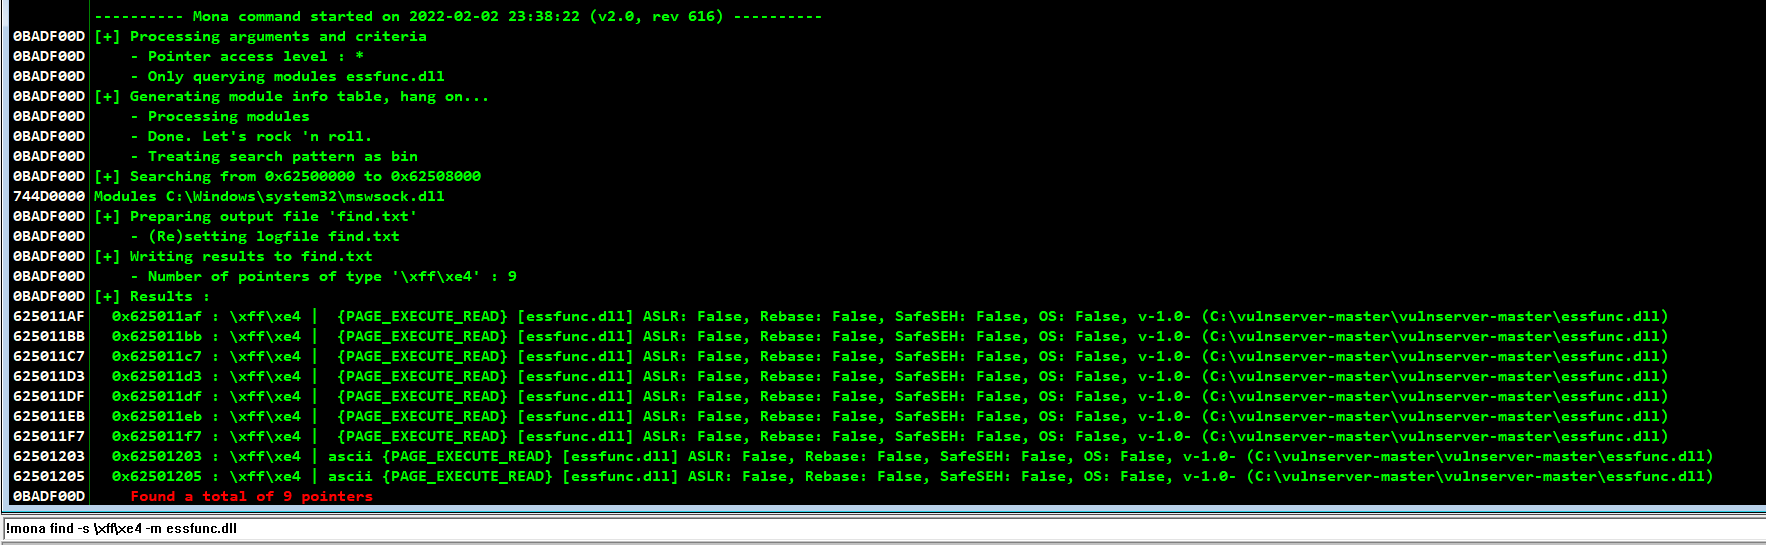 ---------- Mona command started on 2022-02-02 23:38:22 (v2.0, rev 616) ----------
0BADF00D [+] Processing arguments and criteria
0BADF00D     - Pointer access level : *
0BADF00D     - Only querying modules essfunc.dll
0BADF00D [+] Generating module info table, hang on...
0BADF00D     - Processing modules
0BADF00D     - Done. Let's rock 'n roll.
0BADF00D     - Treating search pattern as bin
0BADF00D [+] Searching from 0x62500000 to 0x62508000
744D0000 Modules C:\Windows\system32\mswsock.dll
0BADF00D [+] Preparing output file 'find.txt'
0BADF00D     - (Re)setting logfile find.txt
0BADF00D [+] Writing results to find.txt
0BADF00D     - Number of pointers of type '\xff\xe4' : 9
0BADF00D [+] Results :
625011AF   0x625011af : \xff\xe4 |  {PAGE_EXECUTE_READ} [essfunc.dll] ASLR: False, Rebase: False, SafeSEH: False, OS: False, v-1.0- (C:\vulnserver-master\vulnserver-master\essfunc.dll)
625011BB   0x625011bb : \xff\xe4 |  {PAGE_EXECUTE_READ} [essfunc.dll] ASLR: False, Rebase: False, SafeSEH: False, OS: False, v-1.0- (C:\vulnserver-master\vulnserver-master\essfunc.dll)
625011C7   0x625011c7 : \xff\xe4 |  {PAGE_EXECUTE_READ} [essfunc.dll] ASLR: False, Rebase: False, SafeSEH: False, OS: False, v-1.0- (C:\vulnserver-master\vulnserver-master\essfunc.dll)
625011D3   0x625011d3 : \xff\xe4 |  {PAGE_EXECUTE_READ} [essfunc.dll] ASLR: False, Rebase: False, SafeSEH: False, OS: False, v-1.0- (C:\vulnserver-master\vulnserver-master\essfunc.dll)
625011DF   0x625011df : \xff\xe4 |  {PAGE_EXECUTE_READ} [essfunc.dll] ASLR: False, Rebase: False, SafeSEH: False, OS: False, v-1.0- (C:\vulnserver-master\vulnserver-master\essfunc.dll)
625011EB   0x625011eb : \xff\xe4 |  {PAGE_EXECUTE_READ} [essfunc.dll] ASLR: False, Rebase: False, SafeSEH: False, OS: False, v-1.0- (C:\vulnserver-master\vulnserver-master\essfunc.dll)
625011F7   0x625011f7 : \xff\xe4 |  {PAGE_EXECUTE_READ} [essfunc.dll] ASLR: False, Rebase: False, SafeSEH: False, OS: False, v-1.0- (C:\vulnserver-master\vulnserver-master\essfunc.dll)
62501203   0x62501203 : \xff\xe4 | ascii {PAGE_EXECUTE_READ} [essfunc.dll] ASLR: False, Rebase: False, SafeSEH: False, OS: False, v-1.0- (C:\vulnserver-master\vulnserver-master\essfunc.dll)
62501205   0x62501205 : \xff\xe4 | ascii {PAGE_EXECUTE_READ} [essfunc.dll] ASLR: False, Rebase: False, SafeSEH: False, OS: False, v-1.0- (C:\vulnserver-master\vulnserver-master\essfunc.dll)
0BADF00D     Found a total of 9 pointers
!mona find -s \xff\xe4 -m essfunc.dll